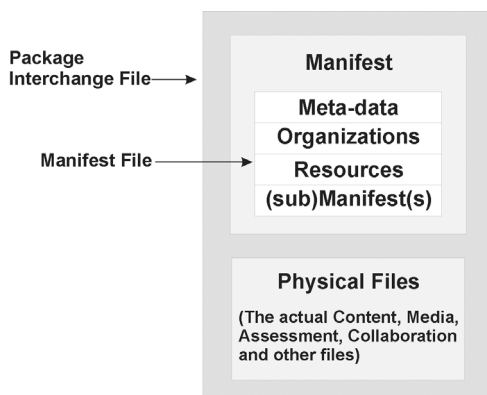 Package
Interchange File
Manifest File
Manifest
Meta-data
Organizations
Resources
(sub)Manifest(s)
Physical Files
(The actual Content, Media,
Assessment, Collaboration
and other files)